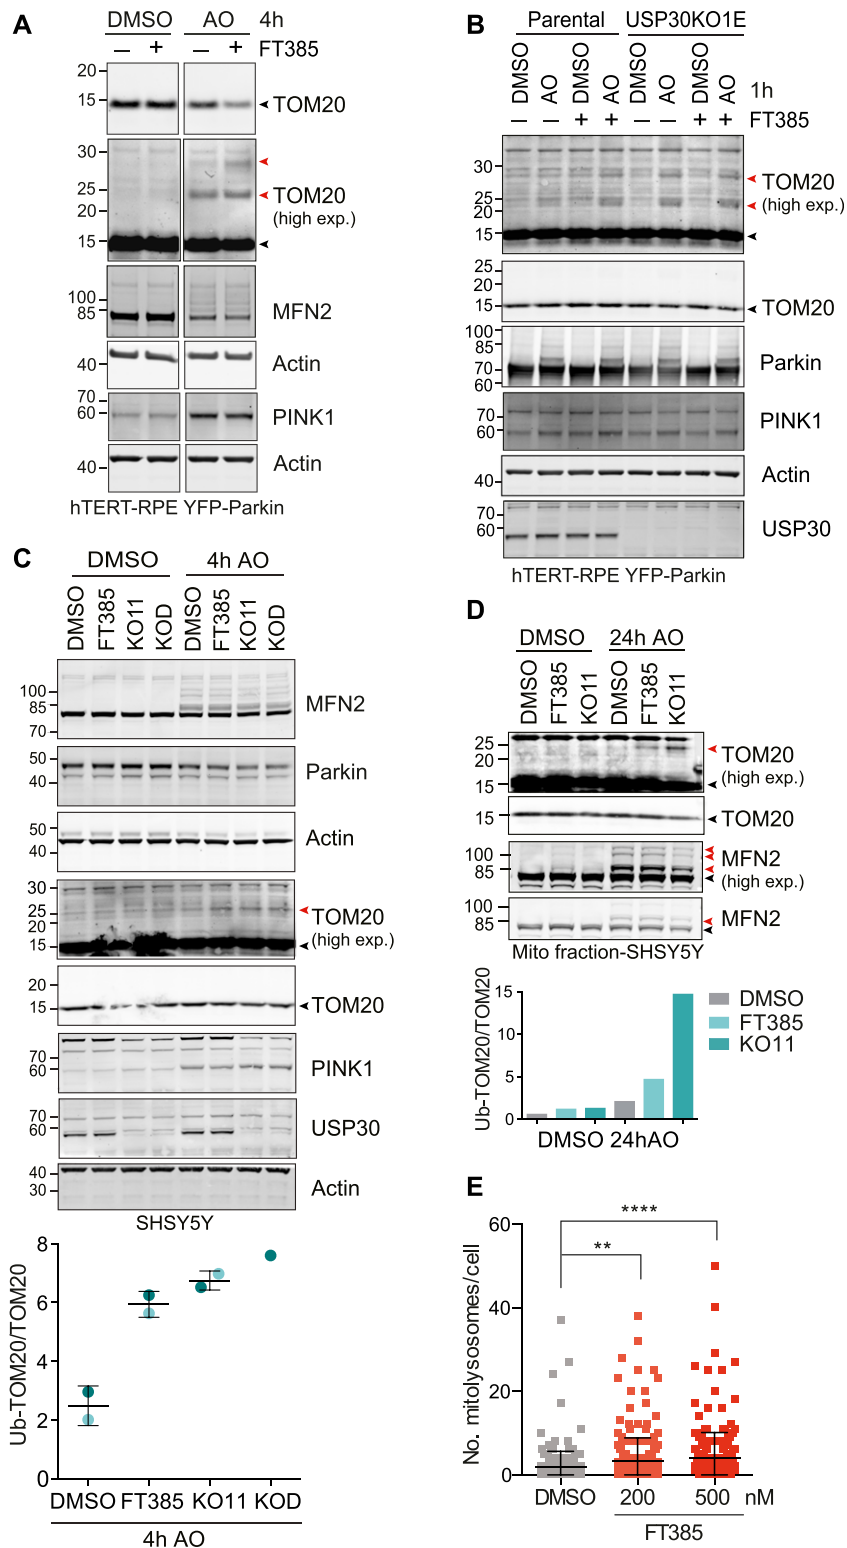 A
DMSO AO 4h
– + – + FT385
20
15
TOM20
30
25
20
15
TOM20
(high exp.)
100
85
MFN2
40
Actin
70
60
PINK1
40
Actin
hTERT-RPE YFP-Parkin
B
Parental USP30KO1E
DMSO AO DMSO AO DMSO AO DMSO AO 1h
– – + + – – + + FT385
30
25
20
15
TOM20
(high exp.)
25
20
15
TOM20
100
85
70
60
Parkin
70
60
PINK1
40
Actin
70
60
USP30
hTERT-RPE YFP-Parkin
C
DMSO 4h AO
DMSO FT385 KO11 KOD DMSO FT385 KO11 KOD
100
85
70
MFN2
50
40
Parkin
50
40
Actin
30
25
20
15
TOM20
(high exp.)
20
15
TOM20
70
60
PINK1
70
60
USP30
40
30
Actin
SHSY5Y
Ub-TOM20/TOM20
8
6
4
2
0
DMSO FT385 KO11 KOD
4h AO
D
DMSO 24h AO
DMSO FT385 KO11 DMSO FT385 KO11
25
20
15
TOM20
(high exp.)
15
TOM20
100
85
MFN2
(high exp.)
85
MFN2
Mito fraction-SHSY5Y
Ub-TOM20/TOM20
15
10
5
0
DMSO 24hAO
DMSO
FT385
KO11
E
No. mitolysosomes/cell
60
40
20
0
****
**
DMSO 200 500 nM
FT385